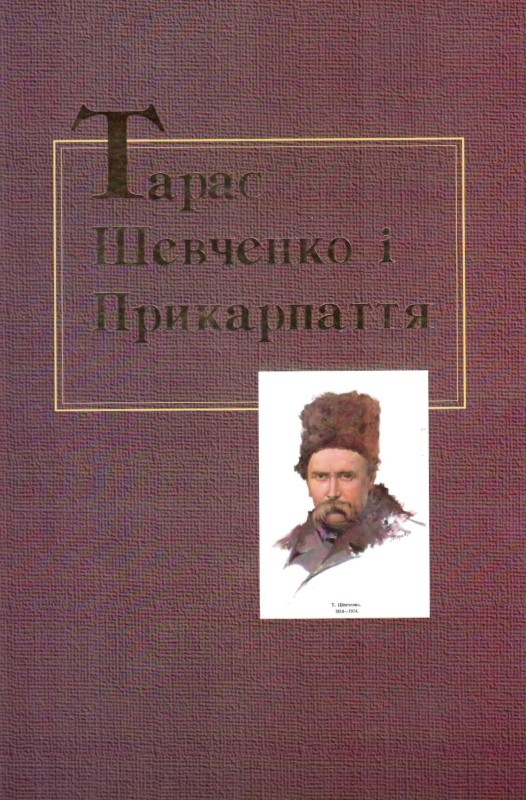 Тарас
Шевченко і
Прикарпаття
Т. Шевченко.